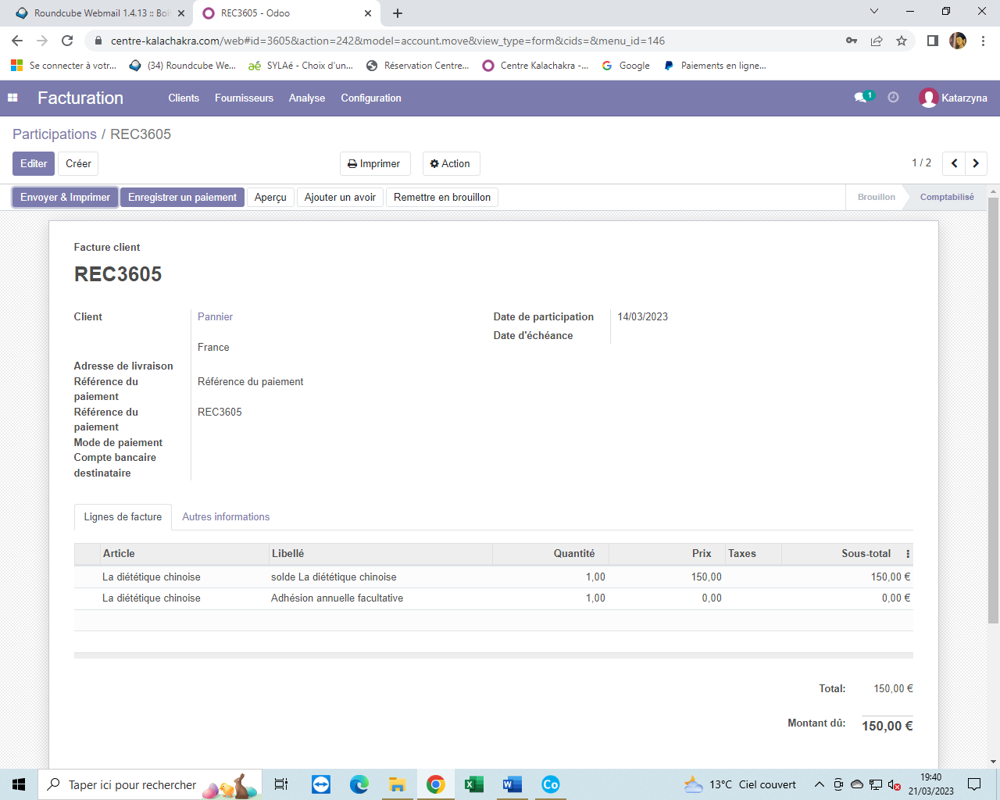 Roundcube Webmail 1.4.13 :: Boî
REC3605 - Odoo
centre-kalachakra.com/web#id=3605&action=242&model=account.move&view_type=form&cids=&menu_id=146
Se connecter à votr...
(34) Roundcube We...
SYLAé - Choix d'un...
Réservation Centre...
Centre Kalachakra -...
Google
Paiements en ligne...
Facturation
Clients
Fournisseurs
Analyse
Configuration
1
Katarzyna
Participations / REC3605
Editer
Créer
Imprimer
Action
1 / 2
Envoyer & Imprimer
Enregistrer un paiement
Aperçu
Ajouter un avoir
Remettre en brouillon
Brouillon
Comptabilisé
Facture client
REC3605
Client
Pannier
France
Date de participation
14/03/2023
Date d'échéance
Adresse de livraison
Référence du paiement
Référence du paiement
Référence du paiement
REC3605
Mode de paiement
Compte bancaire destinataire
Lignes de facture
Autres informations
Article Libellé Quantité Prix Taxes Sous-total
La diététique chinoise solde La diététique chinoise 1,00 150,00 150,00 €
La diététique chinoise Adhésion annuelle facultative 1,00 0,00 0,00 €
Total: 150,00 €
Montant dû: 150,00 €
Taper ici pour rechercher
Co
13°C Ciel couvert
19:40
21/03/2023